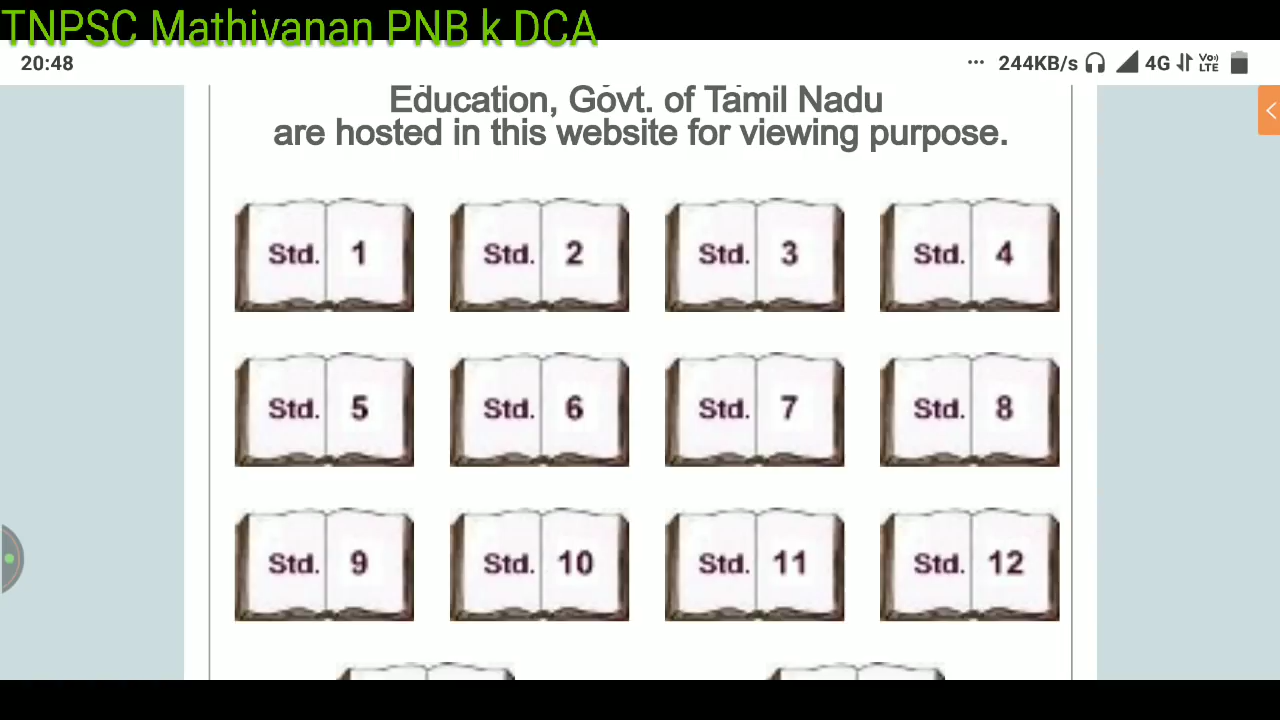 TNPSC Mathivanan PNB k DCA
20:48 ... 244KB/s 4G Vo) LTE
Education, Govt. of Tamil Nadu
are hosted in this website for viewing purpose.
Std. 1 Std. 2 Std. 3 Std. 4
Std. 5 Std. 6 Std. 7 Std. 8
Std. 9 Std. 10 Std. 11 Std. 12